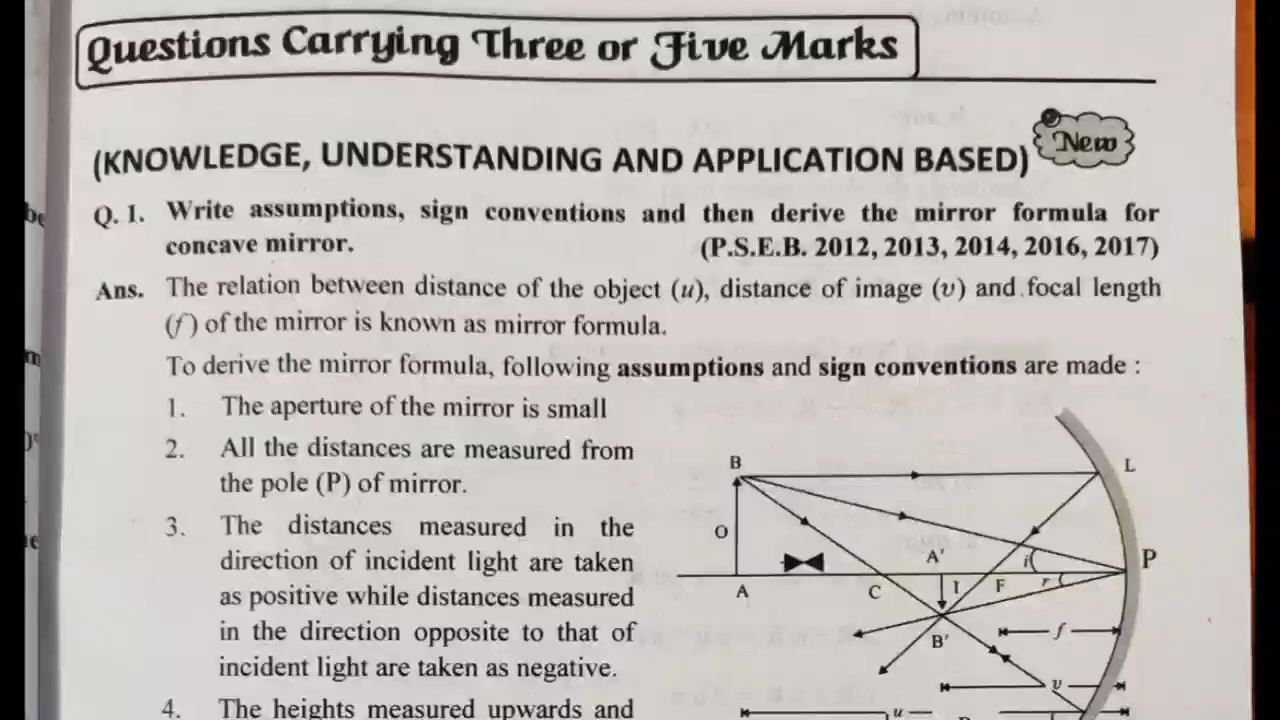 Questions Carrying Three or Five Marks
(KNOWLEDGE, UNDERSTANDING AND APPLICATION BASED)
New
Q. 1. Write assumptions, sign conventions and then derive the mirror formula for
concave mirror. (P.S.E.B. 2012, 2013, 2014, 2016, 2017)
Ans. The relation between distance of the object (u), distance of image (v) and focal length
(f) of the mirror is known as mirror formula.
To derive the mirror formula, following assumptions and sign conventions are made :
1. The aperture of the mirror is small
2. All the distances are measured from
the pole (P) of mirror.
3. The distances measured in the
direction of incident light are taken
as positive while distances measured
in the direction opposite to that of
incident light are taken as negative.
4. The heights measured upwards and
B
L
O
A'
i
P
A
C
I
F
r
B'
f
v
u